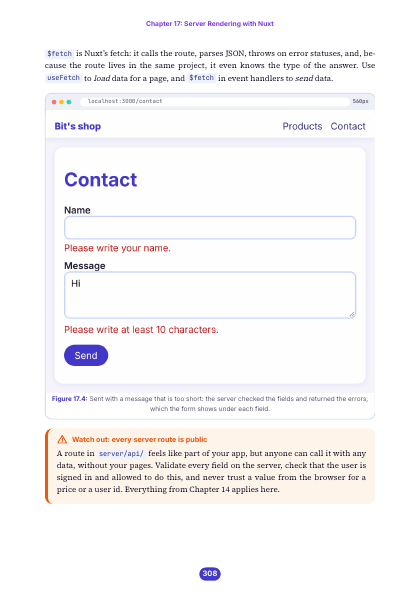 Chapter 17: Server Rendering with Nuxt
$fetch is Nuxt's fetch: it calls the route, parses JSON, throws on error statuses, and, be-
cause the route lives in the same project, it even knows the type of the answer. Use
useFetch to load data for a page, and $fetch in event handlers to send data.
localhost:3000/contact 560px
Bit's shop Products Contact
Contact
Name
Please write your name.
Message
Hi
Please write at least 10 characters.
Send
Figure 17.4: Sent with a message that is too short: the server checked the fields and returned the errors,
which the form shows under each field.
Watch out: every server route is public
A route in server/api/ feels like part of your app, but anyone can call it with any
data, without your pages. Validate every field on the server, check that the user is
signed in and allowed to do this, and never trust a value from the browser for a
price or a user id. Everything from Chapter 14 applies here.
308